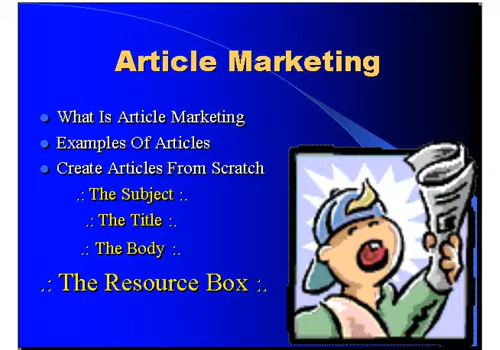 Article Marketing
What Is Article Marketing
Examples Of Articles
Create Articles From Scratch
.: The Subject :.
.: The Title :.
.: The Body :.
.: The Resource Box :.